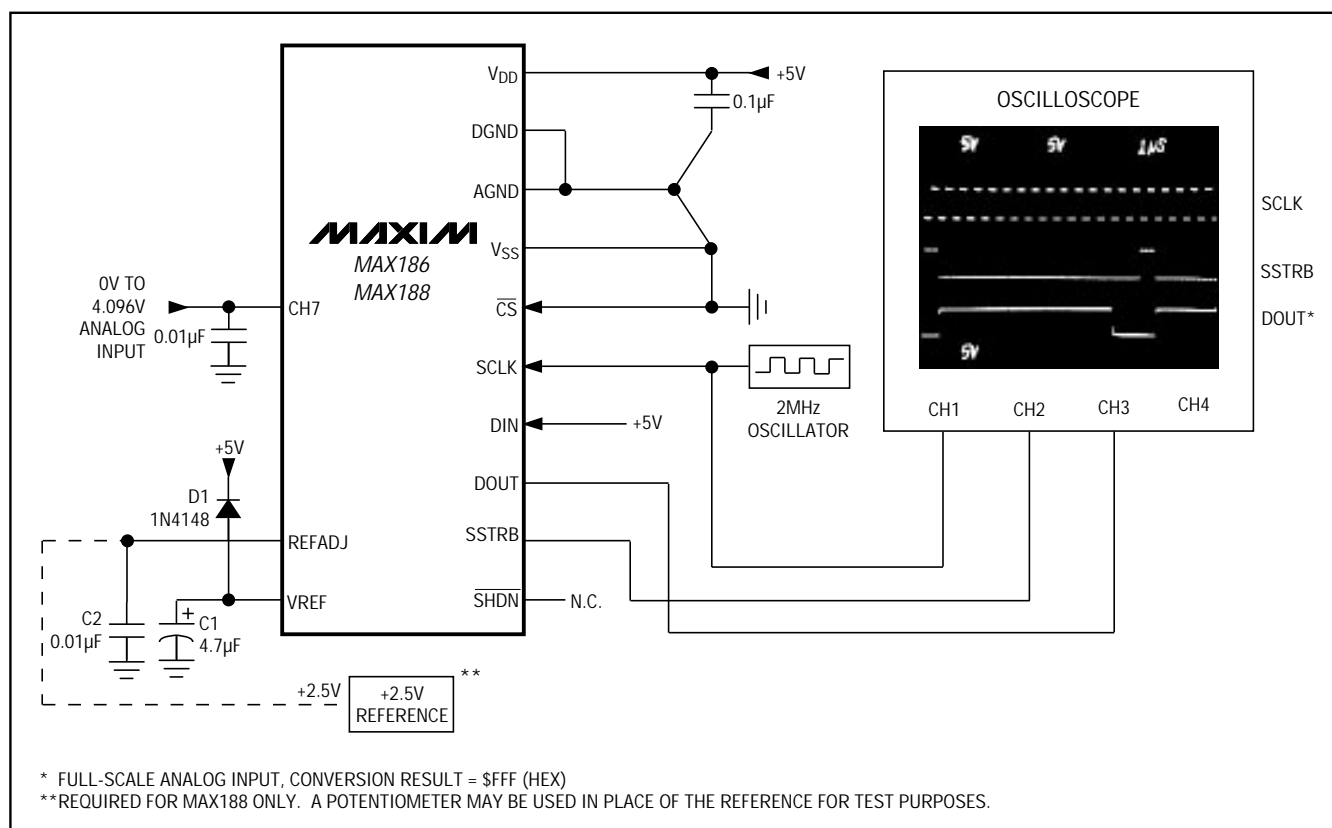 V_DD
+5V
0.1µF
DGND
AGND
MAXIM
MAX186
MAX188
V_SS
0V TO
4.096V
ANALOG
INPUT
0.01µF
CH7
CS
SCLK
2MHz
OSCILLATOR
DIN
+5V
DOUT
SSTRB
SHDN
N.C.
+5V
D1
1N4148
REFADJ
VREF
C2
0.01µF
+
C1
4.7µF
+2.5V
+2.5V
REFERENCE
**
OSCILLOSCOPE
5V 5V 1µS
SCLK
SSTRB
DOUT*
5V
CH1 CH2 CH3 CH4
* FULL-SCALE ANALOG INPUT, CONVERSION RESULT = $FFF (HEX)
**REQUIRED FOR MAX188 ONLY. A POTENTIOMETER MAY BE USED IN PLACE OF THE REFERENCE FOR TEST PURPOSES.